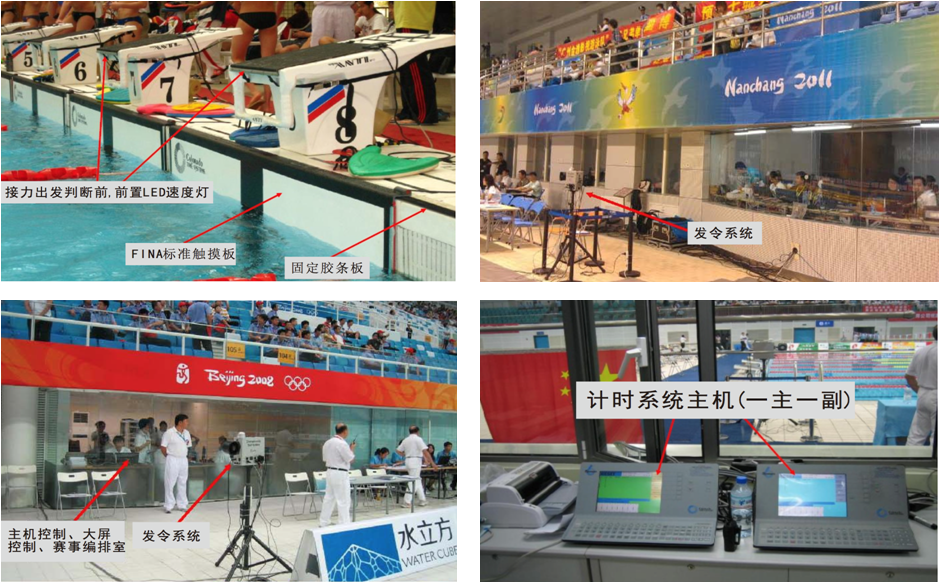 5
6
7
8
接力出发判断前,前置LED速度灯
FINA标准触摸板
固定胶条板
Nanchang 2011
Nanchang 2011
Nanchang 2011
发令系统
Beijing 2008
主机控制、大屏
控制、赛事编排室
发令系统
水立方
WATER CUBE
计时系统主机(一主一副)